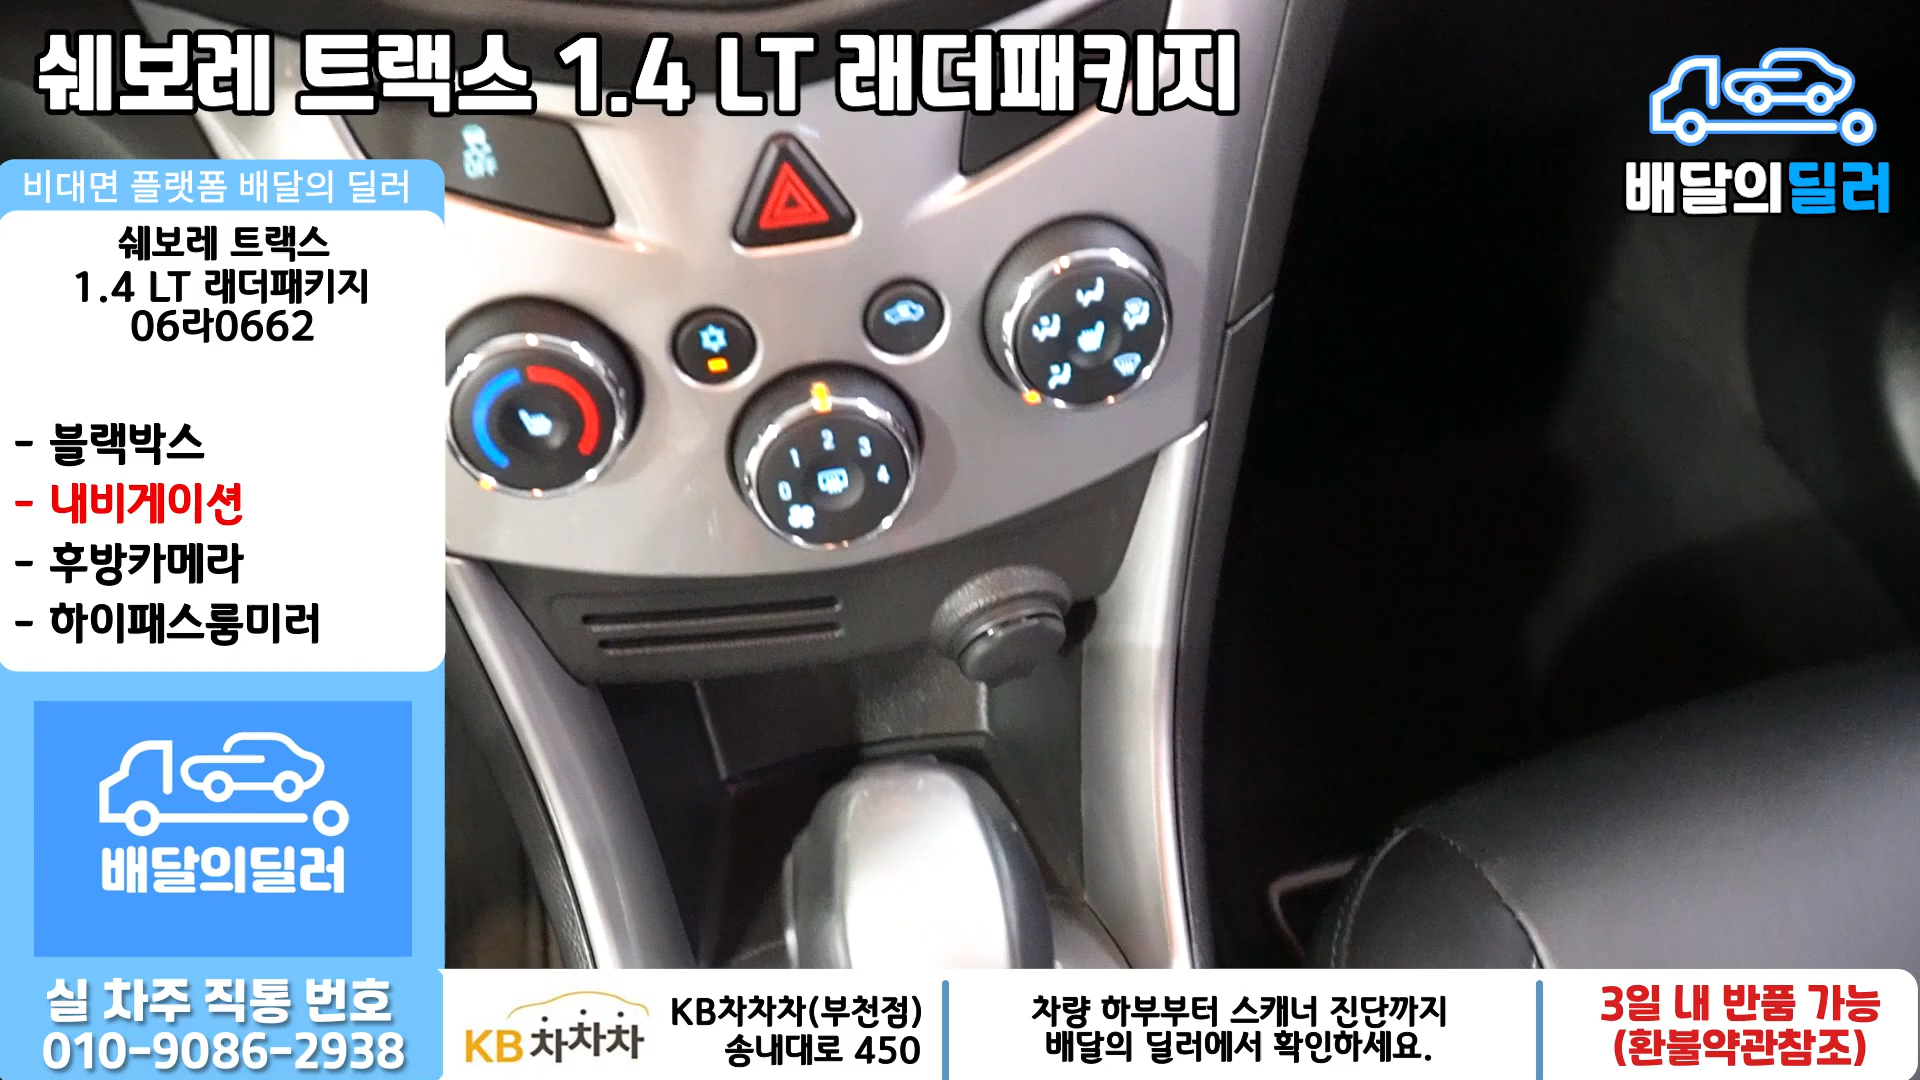 쉐보레 트랙스 1.4 LT 래더패키지
배달의딜러
비대면 플랫폼 배달의 딜러
쉐보레 트랙스
1.4 LT 래더패키지
06라0662
- 블랙박스
- 내비게이션
- 후방카메라
- 하이패스룸미러
OFF
0 1 2 3 4
배달의딜러
실 차주 직통 번호
010-9086-2938
KB차차차
KB차차차(부천점)
송내대로 450
차량 하부부터 스캐너 진단까지
배달의 딜러에서 확인하세요.
3일 내 반품 가능
(환불약관참조)